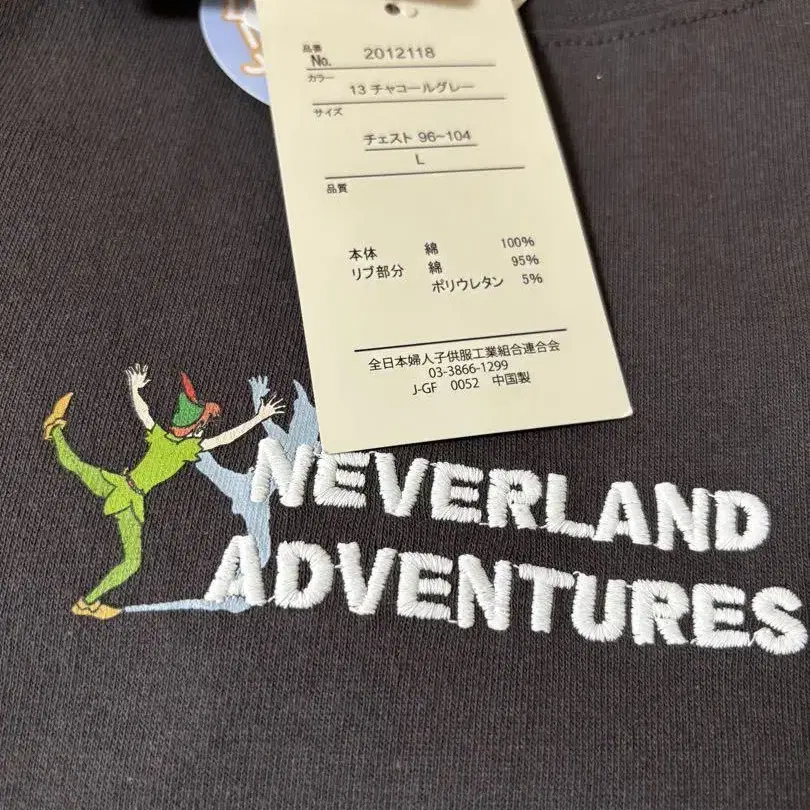 品番
No. 2012118
カラー
13 チャコールグレー
サイズ
チェスト 96~104
L
品質
本体 綿 100%
リブ部分 綿 95%
ポリウレタン 5%
全日本婦人子供服工業組合連合会
03-3866-1299
J-GF 0052 中国製
NEVERLAND
ADVENTURES